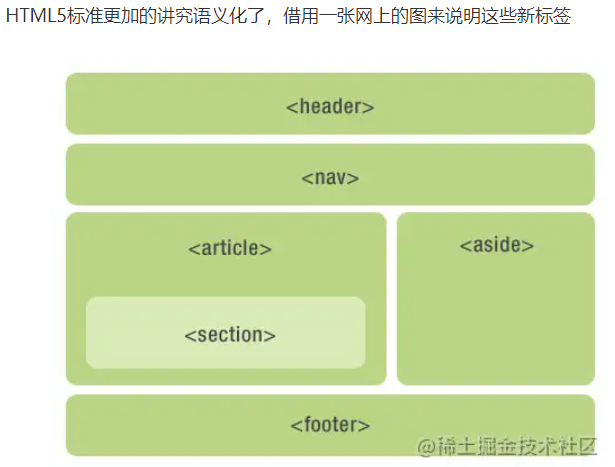 HTML5标准更加的讲究语义化了，借用一张网上的图来说明这些新标签
<header>
<nav>
<article>
<aside>
<section>
<footer>
@稀土掘金技术社区